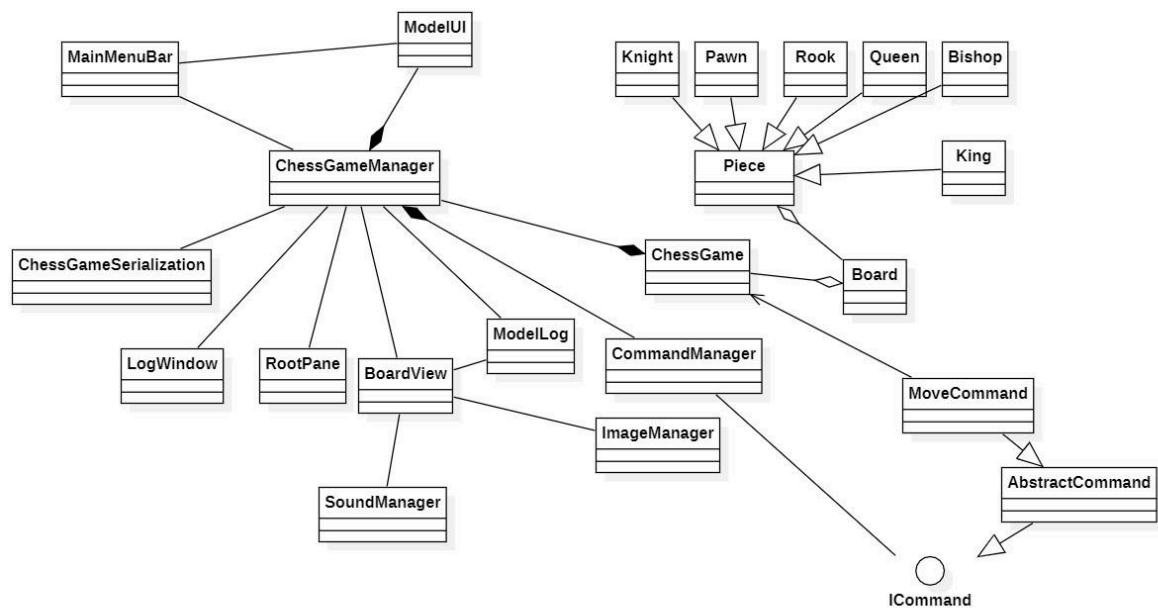 ModelUI
MainMenuBar
Knight
Pawn
Rook
Queen
Bishop
ChessGameManager
Piece
King
ChessGameSerialization
ChessGame
Board
LogWindow
RootPane
BoardView
ModelLog
CommandManager
MoveCommand
ImageManager
SoundManager
AbstractCommand
ICommand